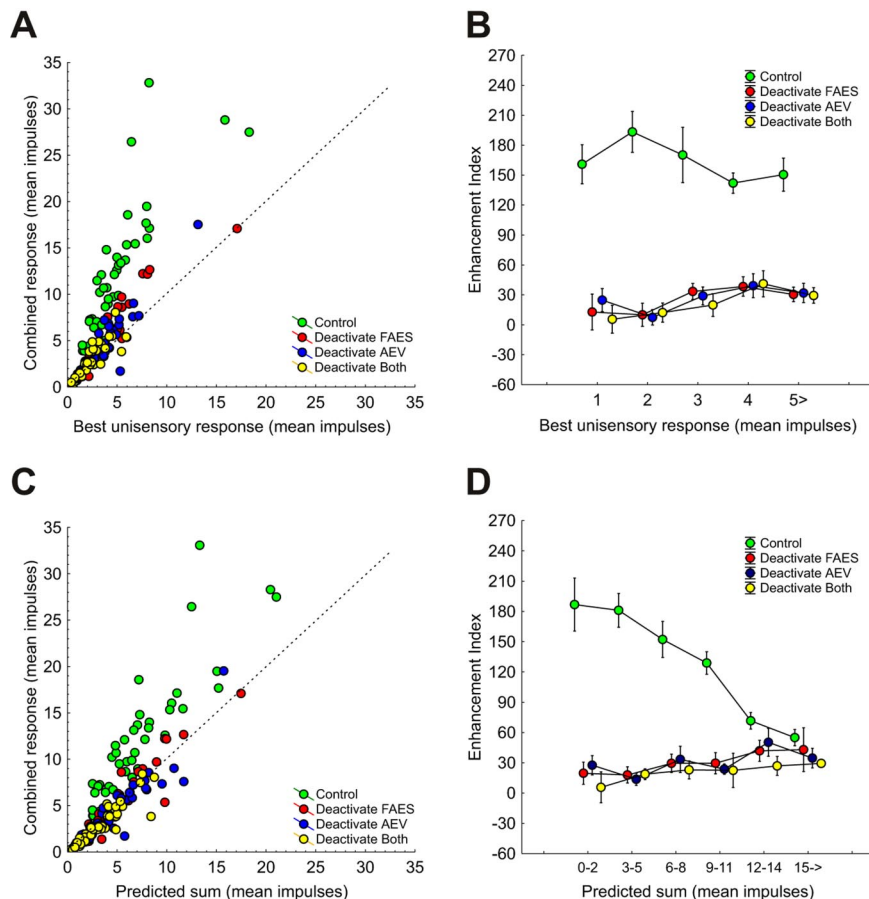 A
Combined response (mean impulses)
35
30
25
20
15
10
5
0
0 5 10 15 20 25 30 35
Best unisensory response (mean impulses)
Control
Deactivate FAES
Deactivate AEV
Deactivate Both
B
Enhancement Index
270
240
210
180
150
120
90
60
30
0
-30
-60
1 2 3 4 5>
Best unisensory response (mean impulses)
Control
Deactivate FAES
Deactivate AEV
Deactivate Both
C
Combined response (mean impulses)
35
30
25
20
15
10
5
0
0 5 10 15 20 25 30 35
Predicted sum (mean impulses)
Control
Deactivate FAES
Deactivate AEV
Deactivate Both
D
Enhancement Index
270
240
210
180
150
120
90
60
30
0
-30
-60
0-2 3-5 6-8 9-11 12-14 15->
Predicted sum (mean impulses)
Control
Deactivate FAES
Deactivate AEV
Deactivate Both